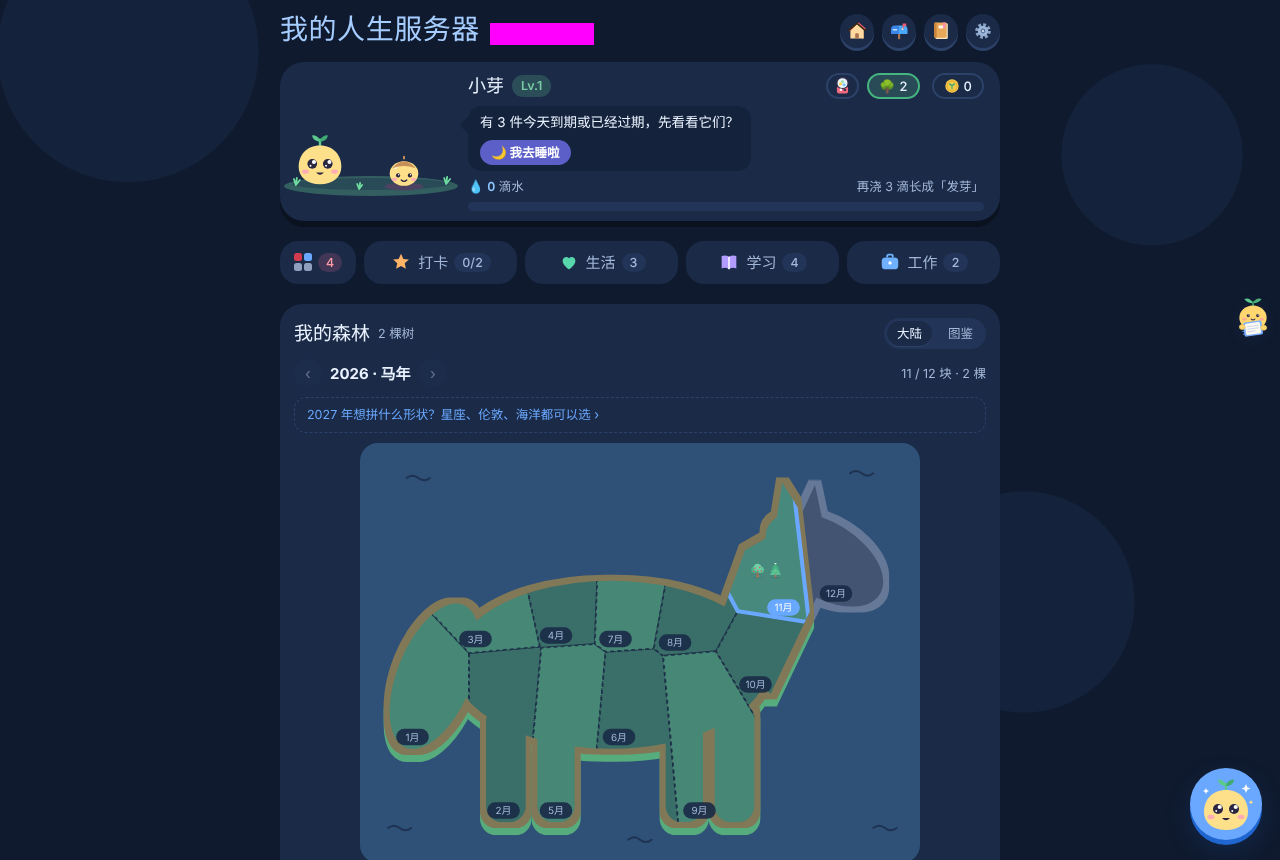 我的人生服务器
小芽 Lv.1 2 0
有 3 件今天到期或已经过期，先看看它们？
🌙 我去睡啦
💧 0 滴水 再浇 3 滴长成「发芽」
4 打卡 0/2 生活 3 学习 4 工作 2
我的森林 2 棵树 大陆 图鉴
‹ 2026 · 马年 › 11 / 12 块 · 2 棵
2027 年想拼什么形状？星座、伦敦、海洋都可以选 ›
12月
11月
3月 4月 7月 8月
10月
1月 6月
2月 5月 9月